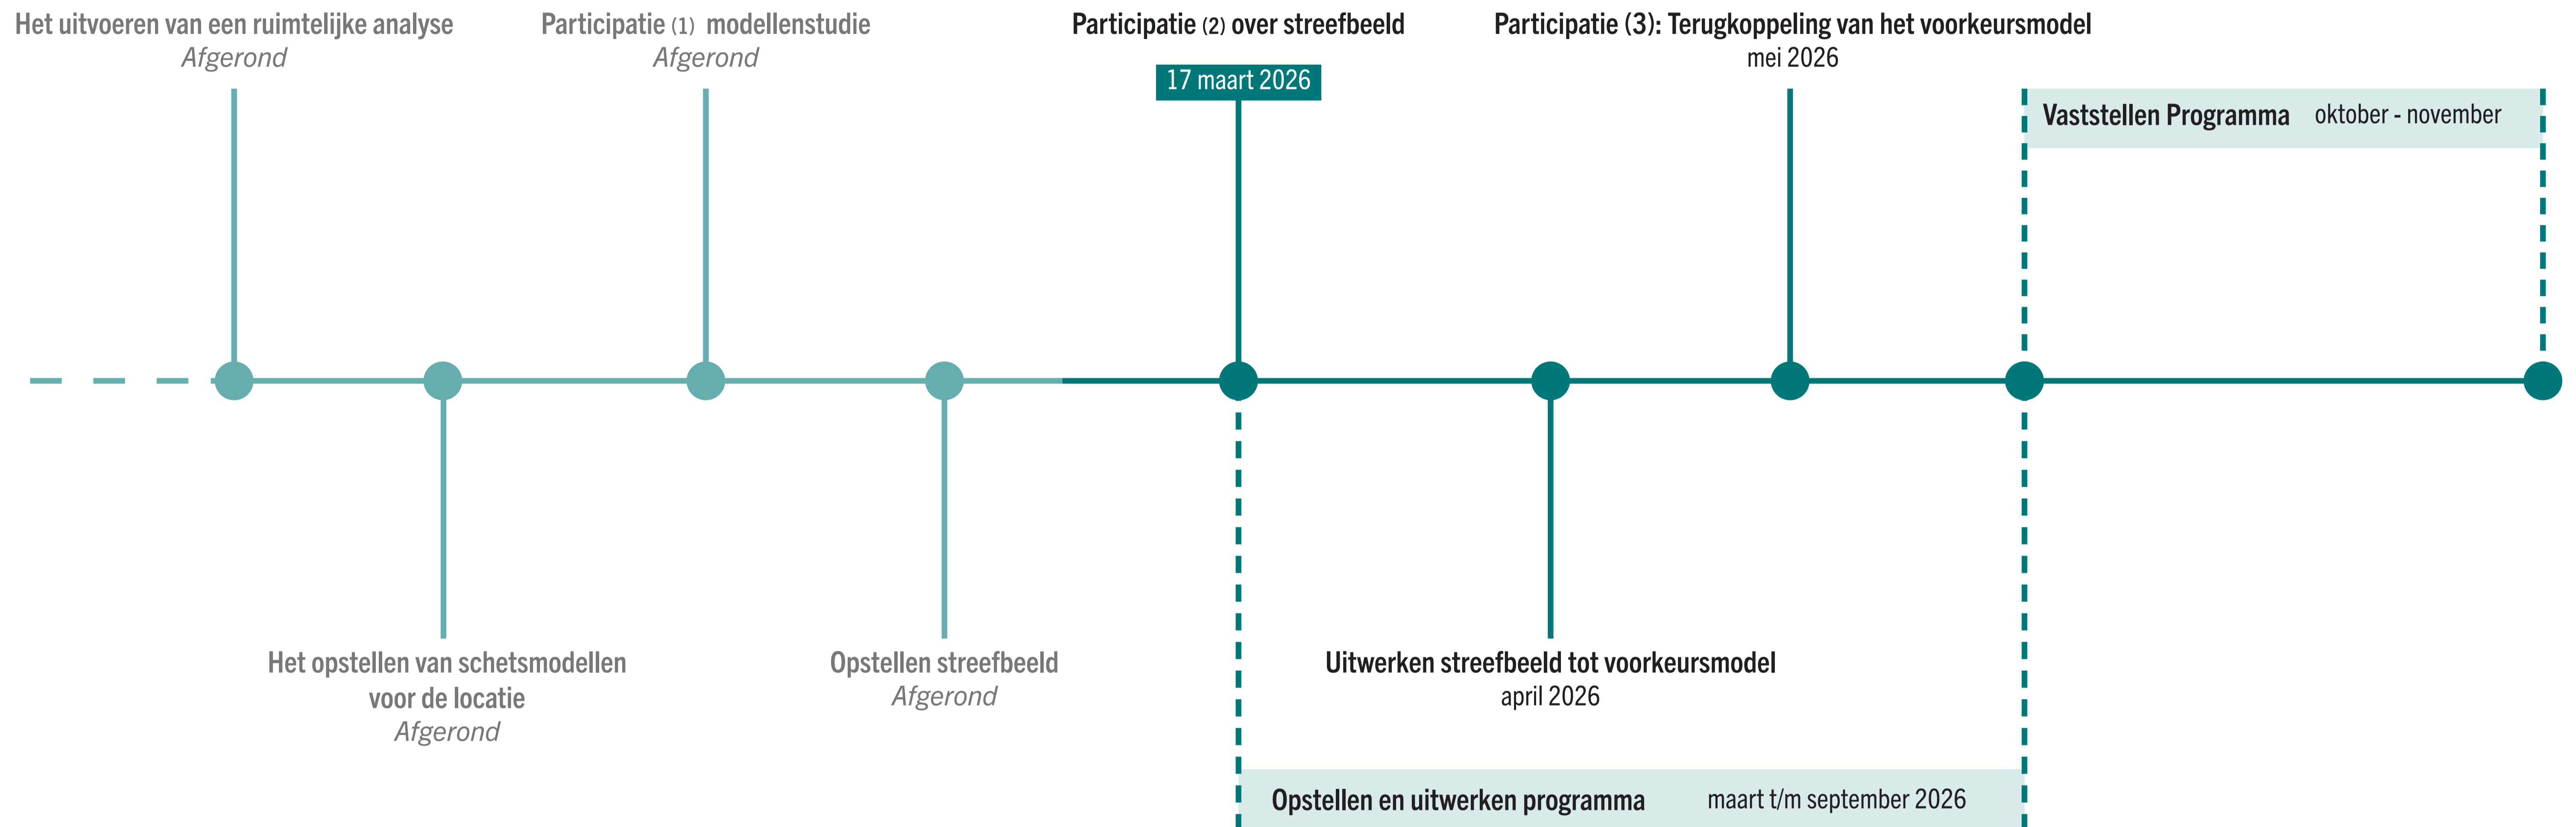 Het uitvoeren van een ruimtelijke analyse
Afgerond
Participatie (1) modellenstudie
Afgerond
Participatie (2) over streefbeeld
17 maart 2026
Participatie (3): Terugkoppeling van het voorkeursmodel
mei 2026
Vaststellen Programma oktober - november
Het opstellen van schetsmodellen
voor de locatie
Afgerond
Opstellen streefbeeld
Afgerond
Uitwerken streefbeeld tot voorkeursmodel
april 2026
Opstellen en uitwerken programma maart t/m september 2026